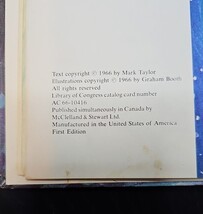 Text copyright © 1966 by Mark Taylor
Illustrations copyright © 1966 by Graham Booth
All rights reserved
Library of Congress catalog card number
AC 66-10416
Published simultaneously in Canada by
McClelland & Stewart Ltd.
Manufactured in the United States of America
First Edition